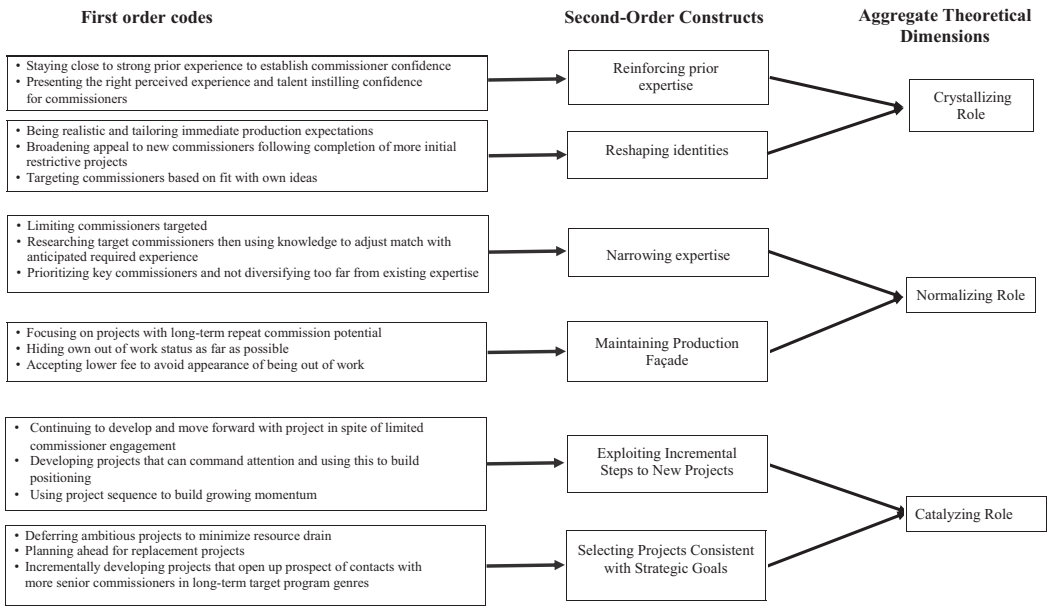 First order codes
Second-Order Constructs
Aggregate Theoretical
Dimensions
• Staying close to strong prior experience to establish commissioner confidence
• Presenting the right perceived experience and talent instilling confidence
for commissioners
Reinforcing prior
expertise
Crystallizing
Role
• Being realistic and tailoring immediate production expectations
• Broadening appeal to new commissioners following completion of more initial
restrictive projects
• Targeting commissioners based on fit with own ideas
Reshaping identities
• Limiting commissioners targeted
• Researching target commissioners then using knowledge to adjust match with
anticipated required experience
• Prioritizing key commissioners and not diversifying too far from existing expertise
Narrowing expertise
Normalizing Role
• Focusing on projects with long-term repeat commission potential
• Hiding own out of work status as far as possible
• Accepting lower fee to avoid appearance of being out of work
Maintaining Production
Façade
• Continuing to develop and move forward with project in spite of limited
commissioner engagement
• Developing projects that can command attention and using this to build
positioning
• Using project sequence to build growing momentum
Exploiting Incremental
Steps to New Projects
Catalyzing Role
• Deferring ambitious projects to minimize resource drain
• Planning ahead for replacement projects
• Incrementally developing projects that open up prospect of contacts with
more senior commissioners in long-term target program genres
Selecting Projects Consistent
with Strategic Goals